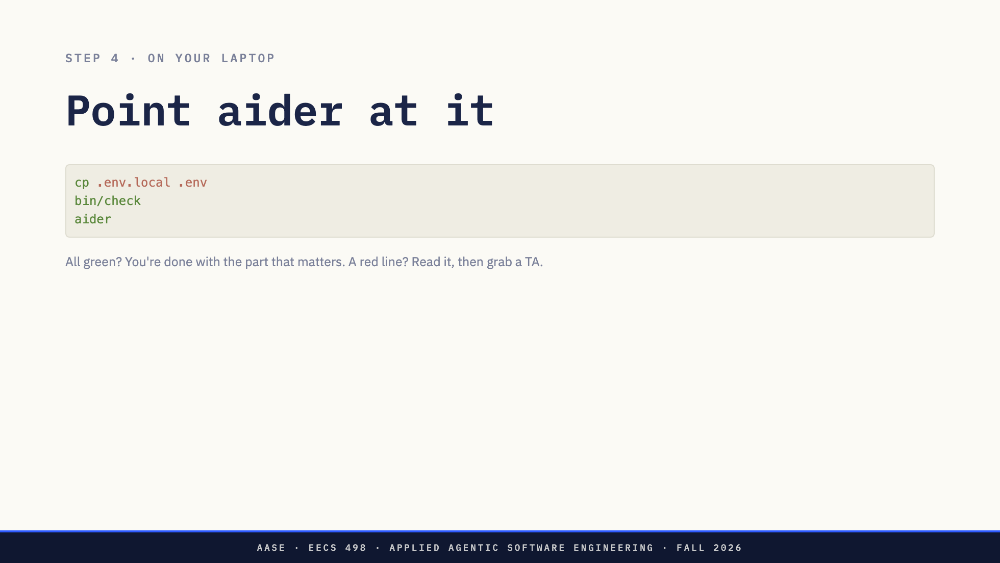 STEP 4 · ON YOUR LAPTOP
Point aider at it
cp .env.local .env
bin/check
aider
All green? You're done with the part that matters. A red line? Read it, then grab a TA.
AASE · EECS 498 · APPLIED AGENTIC SOFTWARE ENGINEERING · FALL 2026